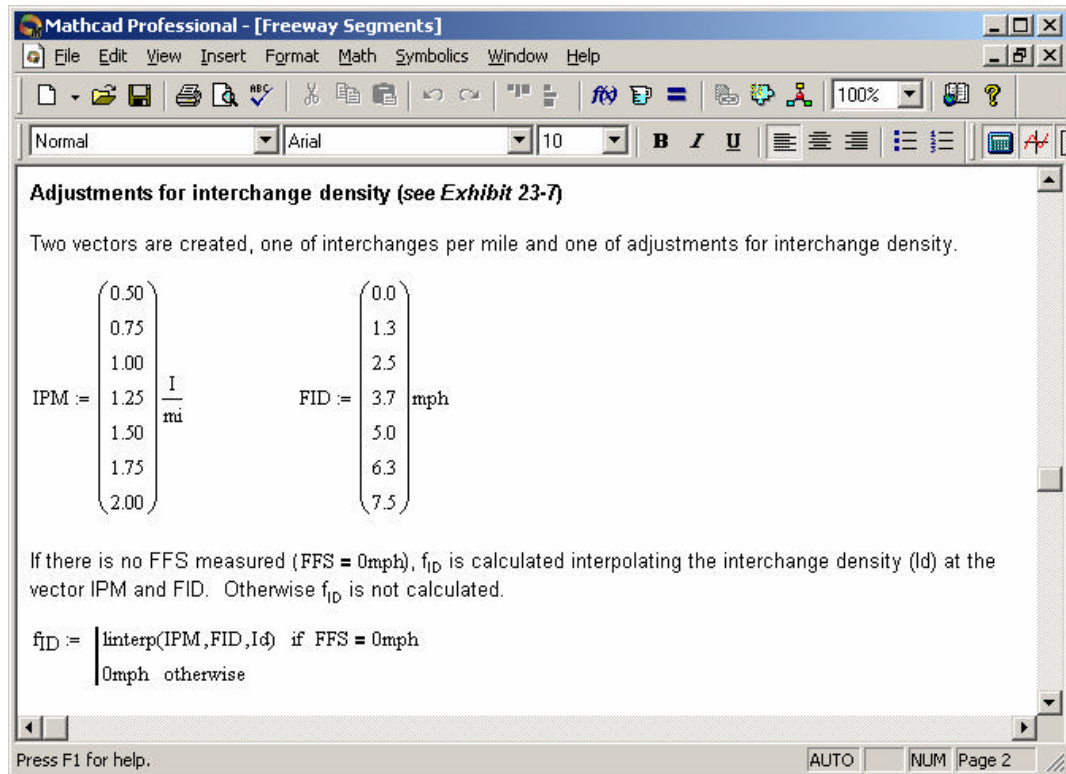 Mathcad Professional - [Freeway Segments]
File Edit View Insert Format Math Symbolics Window Help
ABC f(x) = 100% ?
Normal Arial 10 B I U
Adjustments for interchange density (see Exhibit 23-7)
Two vectors are created, one of interchanges per mile and one of adjustments for interchange density.
0.50 0.0
0.75 1.3
1.00 2.5
IPM := 1.25 I/mi FID := 3.7 mph
1.50 5.0
1.75 6.3
2.00 7.5
If there is no FFS measured (FFS = 0mph), fID is calculated interpolating the interchange density (Id) at the
vector IPM and FID. Otherwise fID is not calculated.
fID := linterp(IPM,FID,Id) if FFS = 0mph
0mph otherwise
Press F1 for help. AUTO NUM Page 2